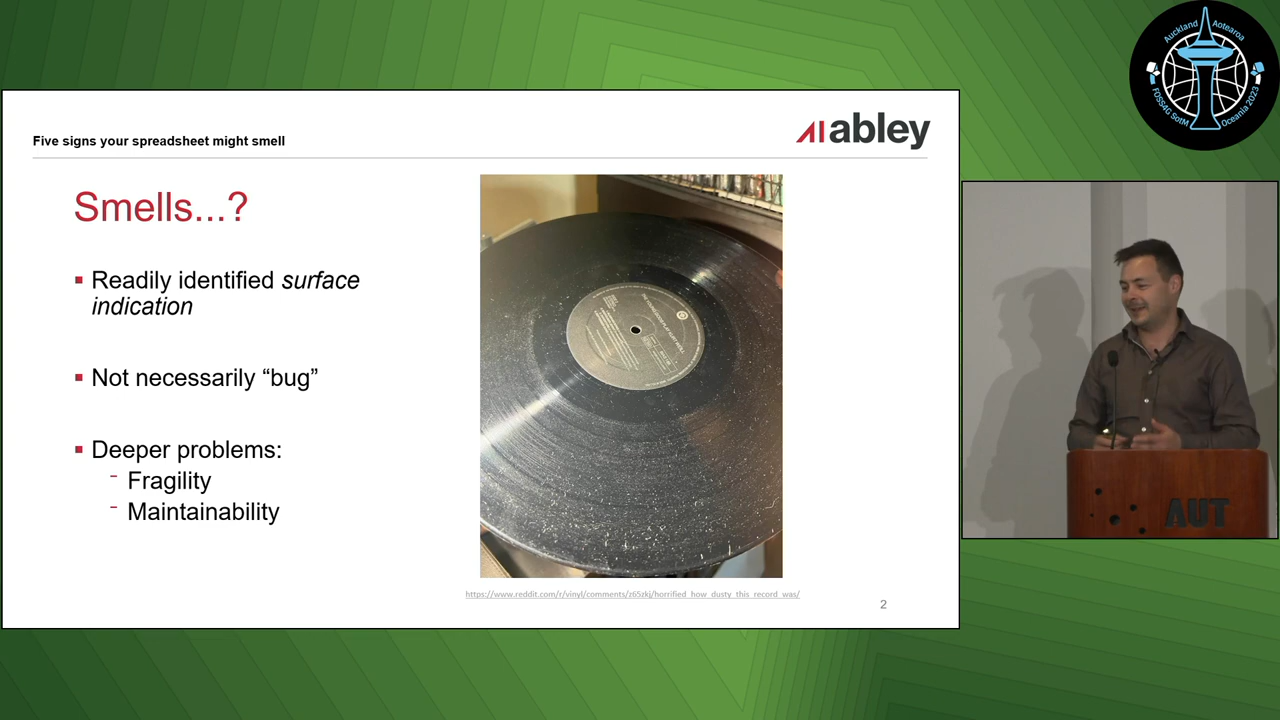 Auckland Aotearoa
FOSS4G SotM Oceania 2023
Five signs your spreadsheet might smell
abley
Smells...?
Readily identified surface
indication
Not necessarily “bug”
Deeper problems:
Fragility
Maintainability
https://www.reddit.com/r/vinyl/comments/z65zkj/horrified_how_dusty_this_record_was/
2
AUT